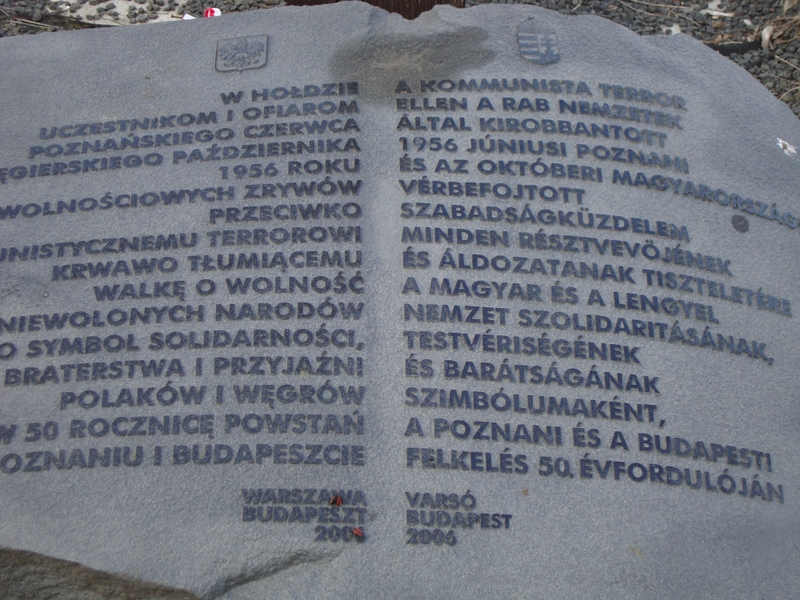 W HOŁDZIE
UCZESTNIKOM I OFIAROM
POZNAŃSKIEGO CZERWCA
ĘGIERSKIEGO PAŹDZIERNIKA
1956 ROKU
WOLNOŚCIOWYCH ZRYWÓW
PRZECIWKO
UNISTYCZNEMU TERROROWI
KRWAWO TŁUMIĄCEMU
WALKĘ O WOLNOŚĆ
NIEWOLONYCH NARODÓW
O SYMBOL SOLIDARNOŚCI,
BRATERSTWA I PRZYJAŹNI
POLAKÓW I WĘGRÓW
W 50 ROCZNICĘ POWSTAŃ
OZNANIU I BUDAPESZCIE
WARSZAWA
BUDAPESZT
2006
A KOMMUNISTA TERROR
ELLEN A RAB NEMZETEK
ÁLTAL KIROBBANTOTT
1956 JÚNIUSI POZNANI
ÉS AZ OKTÓBERI MAGYARORSZÁGI
VÉRBEFOJTOTT
SZABADSÁGKÜZDELEM
MINDEN RÉSZTVEVŐJÉNEK
ÉS ÁLDOZATANAK TISZTELETÉRE
A MAGYAR ÉS A LENGYEL
NEMZET SZOLIDARITÁSÁNAK,
TESTVÉRISÉGÉNEK
ÉS BARÁTSÁGÁNAK
SZIMBÓLUMAKÉNT,
A POZNANI ÉS A BUDAPESTI
FELKELÉS 50. ÉVFORDULÓJÁN
VARSÓ
BUDAPEST
2006